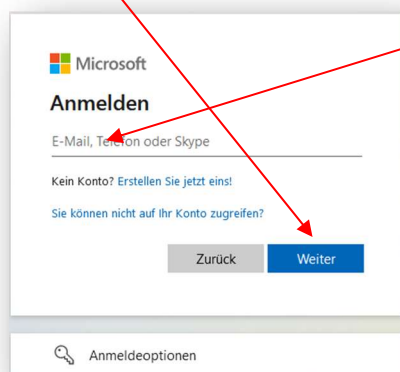 Microsoft
Anmelden
E-Mail, Telefon oder Skype
Kein Konto? Erstellen Sie jetzt eins!
Sie können nicht auf Ihr Konto zugreifen?
Zurück Weiter
Anmeldeoptionen